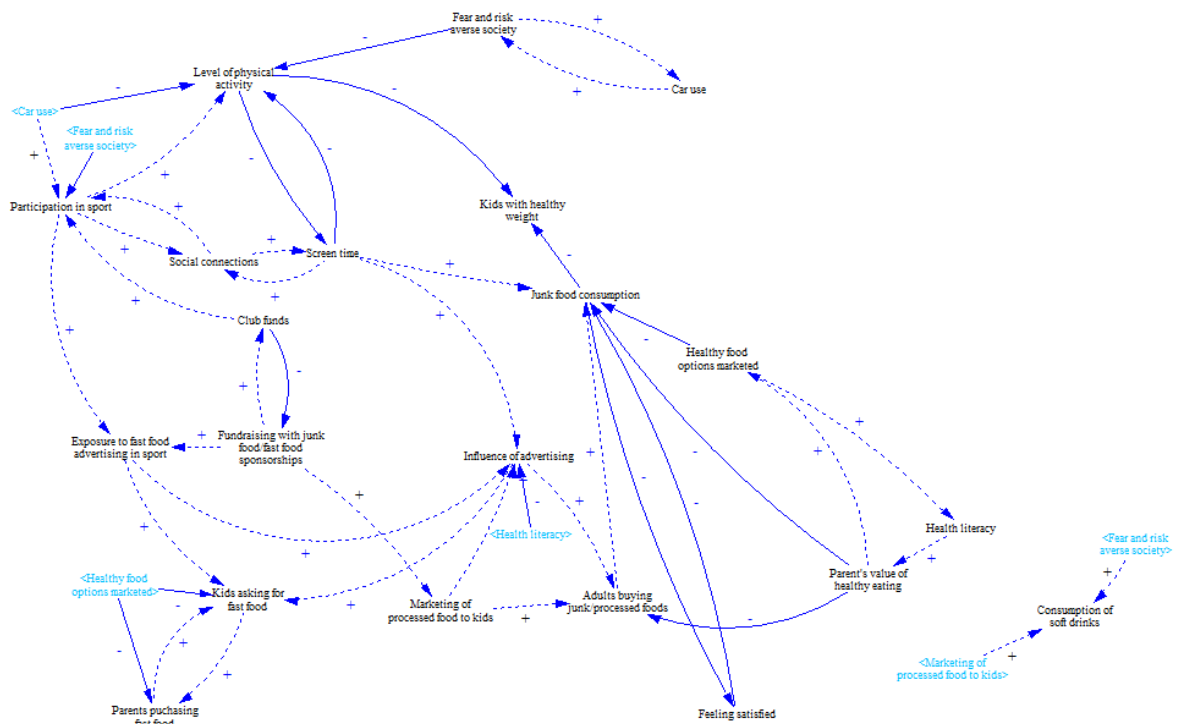 Fear and risk
averse society
+
-
Level of physical
activity
+
Car use
-
-
<Car use>
<Fear and risk
averse society>
+
-
-
+
Participation in sport
+
Kids with healthy
weight
+
+
Social connections
Screen time
-
+
+
+
Junk food consumption
Club funds
+
+
-
Healthy food
options marketed
+
-
+
Exposure to fast food
advertising in sport
+
Fundraising with junk
food/fast food
sponsorships
Influence of advertising
+
-
+
+
+
-
+
-
-
+
<Health literacy>
Health literacy
+
+
<Fear and risk
averse society>
+
<Healthy food
options marketed>
-
Kids asking for
fast food
+
Marketing of
processed food to kids
+
Adults buying
junk/processed foods
-
Parent's value of
healthy eating
Consumption of
soft drinks
+
-
+
+
<Marketing of
processed food to kids>
Parents puchasing
fast food
Feeling satisfied